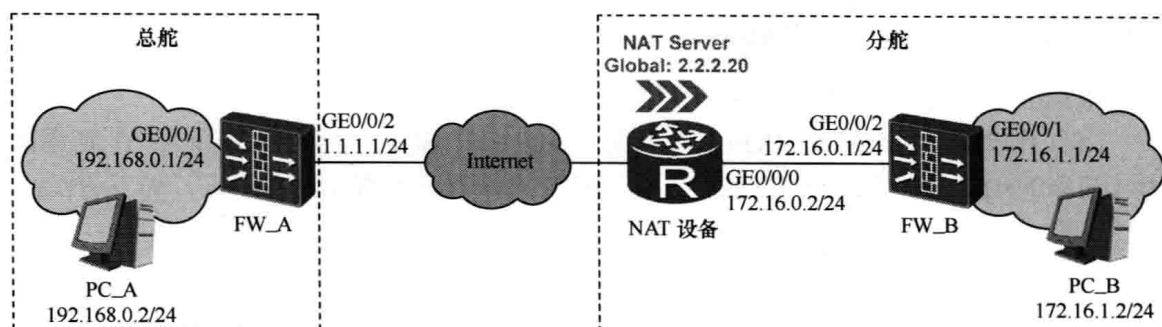 总舵
GE0/0/1
192.168.0.1/24
FW_A
PC_A
192.168.0.2/24
GE0/0/2
1.1.1.1/24
Internet
分舵
NAT Server
Global: 2.2.2.20
R
NAT 设备
GE0/0/0
172.16.0.2/24
GE0/0/2
172.16.0.1/24
FW_B
GE0/0/1
172.16.1.1/24
PC_B
172.16.1.2/24